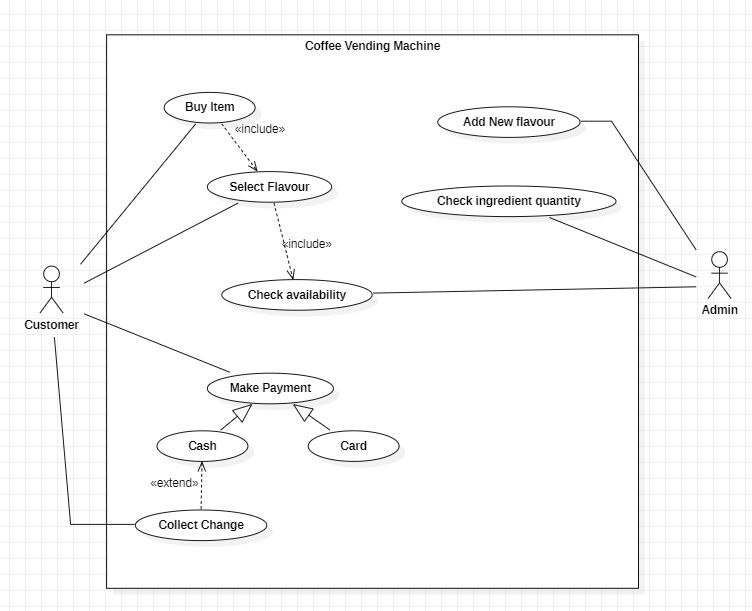 Coffee Vending Machine
Buy Item
«include»
Add New flavour
Select Flavour
Check ingredient quantity
«include»
Check availability
Customer
Admin
Make Payment
Cash
Card
«extend»
Collect Change